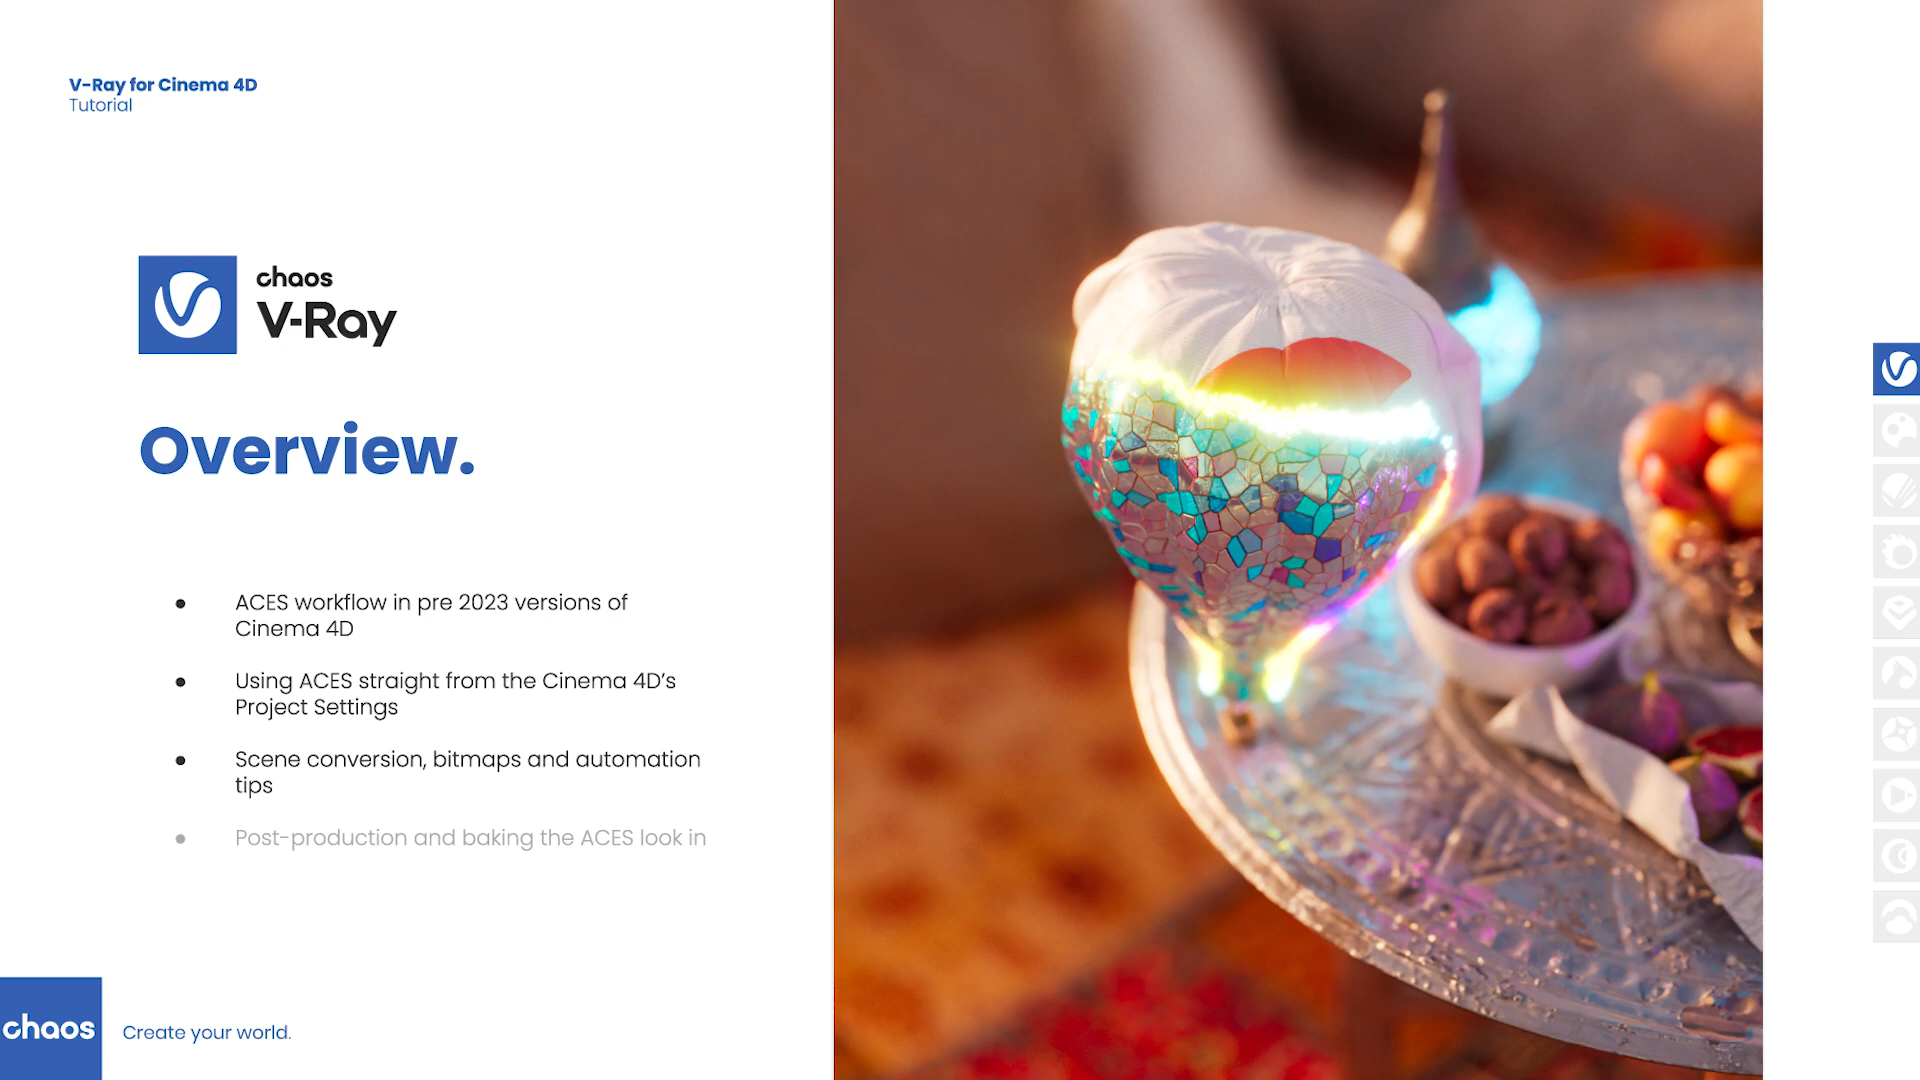 V-Ray for Cinema 4D
Tutorial
chaos
V-Ray
Overview.
● ACES workflow in pre 2023 versions of
Cinema 4D
● Using ACES straight from the Cinema 4D’s
Project Settings
● Scene conversion, bitmaps and automation
tips
● Post-production and baking the ACES look in
chaos
Create your world.